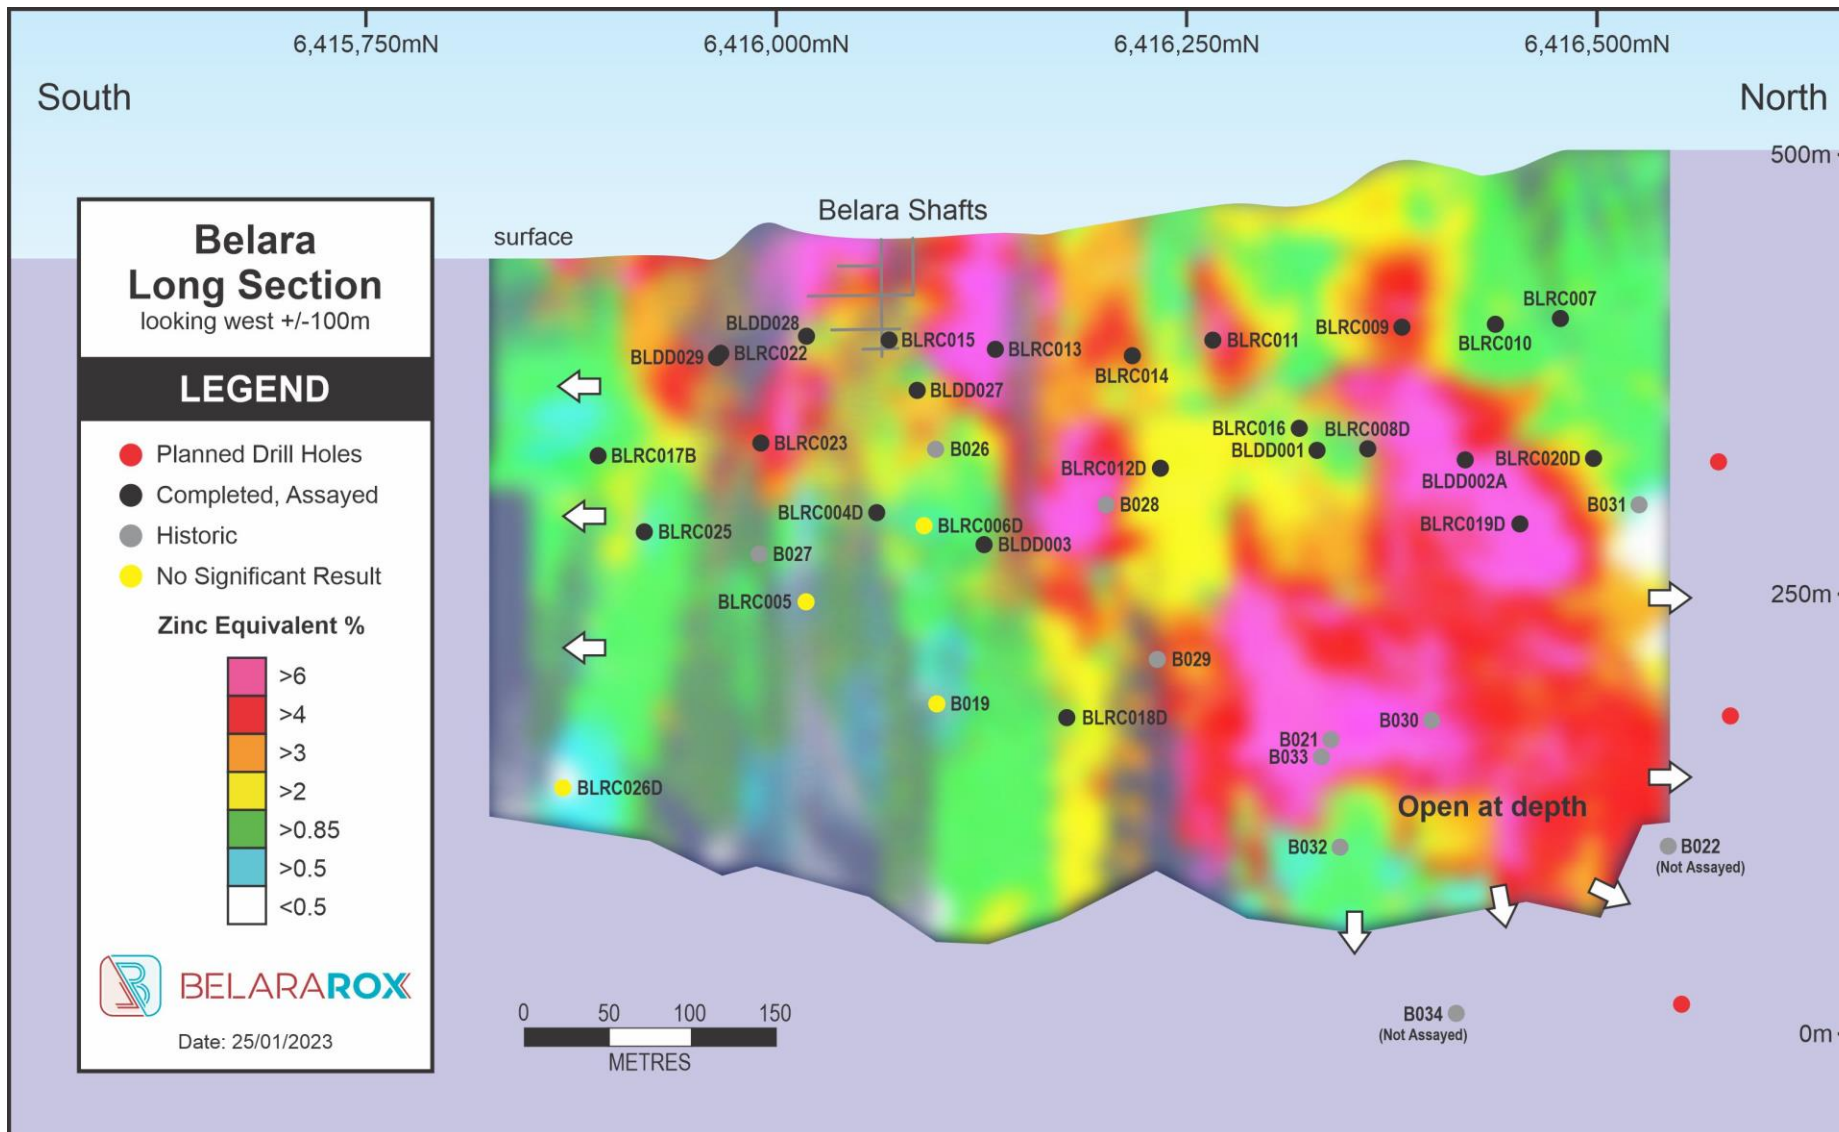 6,415,750mN
6,416,000mN
6,416,250mN
6,416,500mN
South
North
500m
250m
0m
Belara
Long Section
looking west +/-100m
LEGEND
Planned Drill Holes
Completed, Assayed
Historic
No Significant Result
Zinc Equivalent %
>6
>4
>3
>2
>0.85
>0.5
<0.5
BELARAROX
Date: 25/01/2023
surface
Belara Shafts
BLDD028
BLDD029
BLRC022
BLRC015
BLRC013
BLRC014
BLRC011
BLRC009
BLRC010
BLRC007
BLDD027
BLRC017B
BLRC023
B026
BLRC012D
BLRC016
BLDD001
BLRC008D
BLDD002A
BLRC020D
BLRC025
BLRC004D
BLRC006D
BLDD003
B028
BLRC019D
B031
B027
BLRC005
B029
B019
BLRC018D
B030
B021
B033
BLRC026D
Open at depth
B032
B022
(Not Assayed)
B034
(Not Assayed)
0 50 100 150
METRES